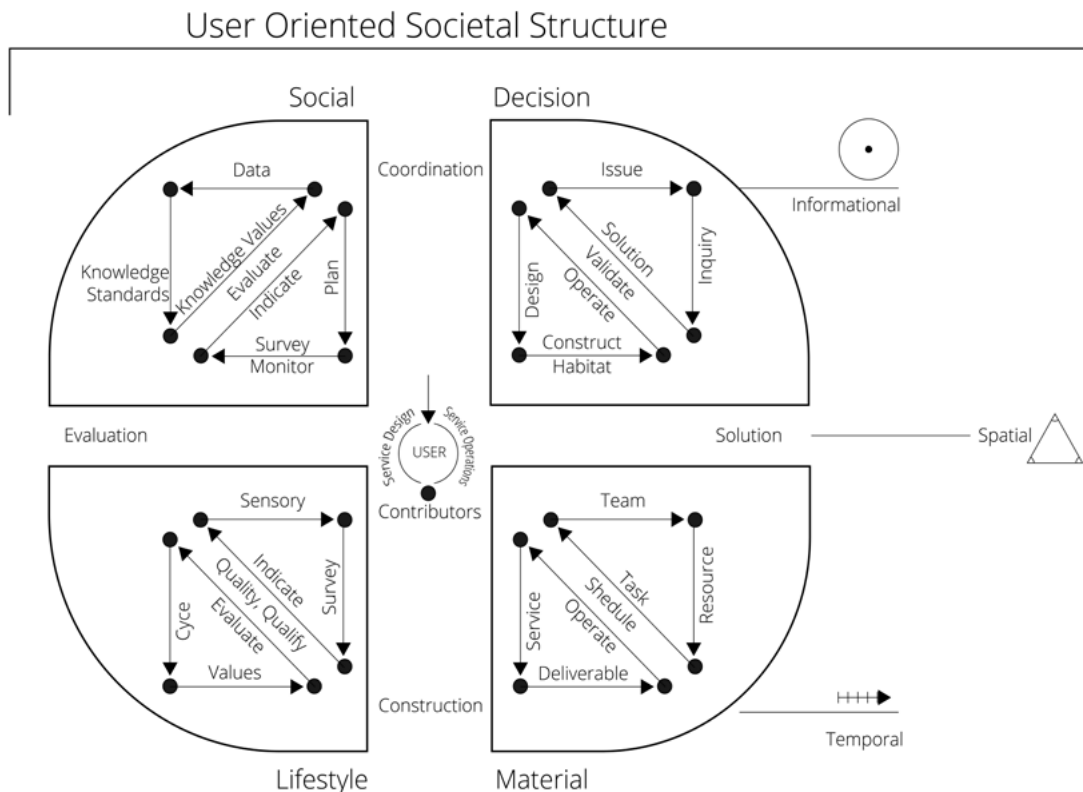 User Oriented Societal Structure
Social
Decision
Coordination
Data
Knowledge Values
Knowledge
Standards
Evaluate
Indicate
Plan
Survey
Monitor
Issue
Solution
Validate
Operate
Inquiry
Design
Construct
Habitat
Informational
Evaluation
Service Design
USER
Service Operations
Solution
Spatial
Contributors
Sensory
Indicate
Quality, Qualify
Evaluate
Survey
Cyce
Values
Team
Task
Shedule
Operate
Resource
Service
Deliverable
Construction
Temporal
Lifestyle
Material